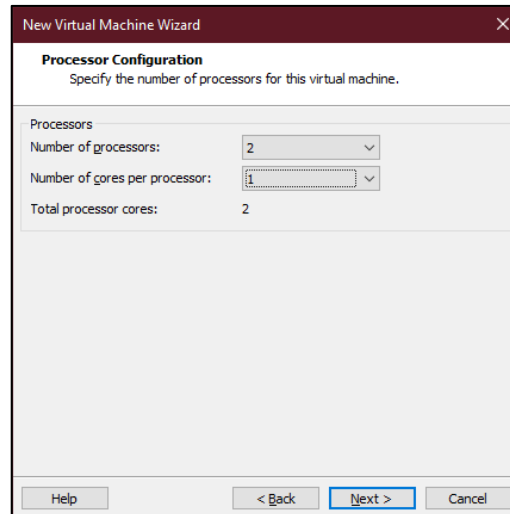 New Virtual Machine Wizard
Processor Configuration
Specify the number of processors for this virtual machine.
Processors
Number of processors: 2
Number of cores per processor: 1
Total processor cores: 2
Help < Back Next > Cancel